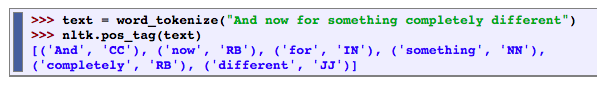 >>> text = word_tokenize("And now for something completely different")
>>> nltk.pos_tag(text)
[('And', 'CC'), ('now', 'RB'), ('for', 'IN'), ('something', 'NN'),
('completely', 'RB'), ('different', 'JJ')]